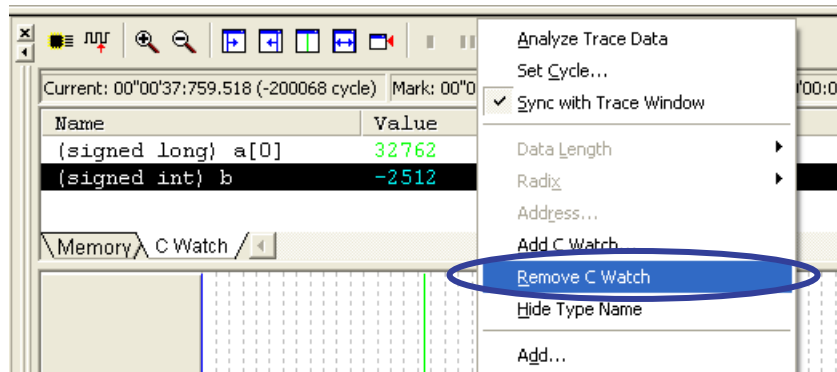 Analyze Trace Data
Set Cycle...
Current: 00"00'37:759.518 (-200068 cycle) Mark: 00"0
'00:0
Sync with Trace Window
Name Value
(signed long) a[0] 32762
Data Length
(signed int) b -2512
Radix
Address...
\Memory\ C Watch /
Add C Watch...
Remove C Watch
Hide Type Name
Add...